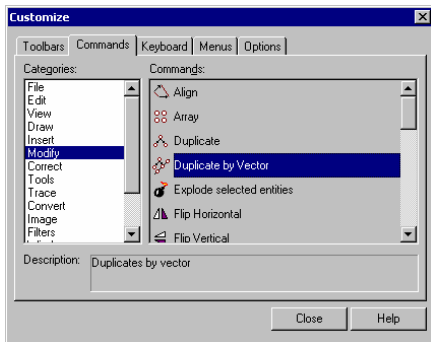 Customize
Toolbars Commands Keyboard Menus Options
Categories:
File
Edit
View
Draw
Insert
Modify
Correct
Tools
Trace
Convert
Image
Filters
Commands:
Align
Array
Duplicate
Duplicate by Vector
Explode selected entities
Flip Horizontal
Flip Vertical
Description:
Duplicates by vector
Close
Help